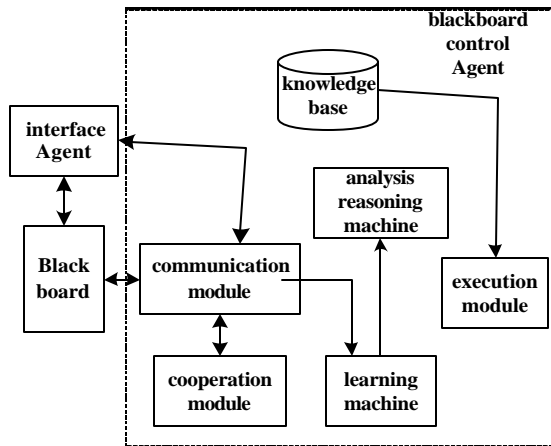 blackboard
control
Agent
knowledge
base
interface
Agent
analysis
reasoning
machine
Black
board
communication
module
execution
module
cooperation
module
learning
machine